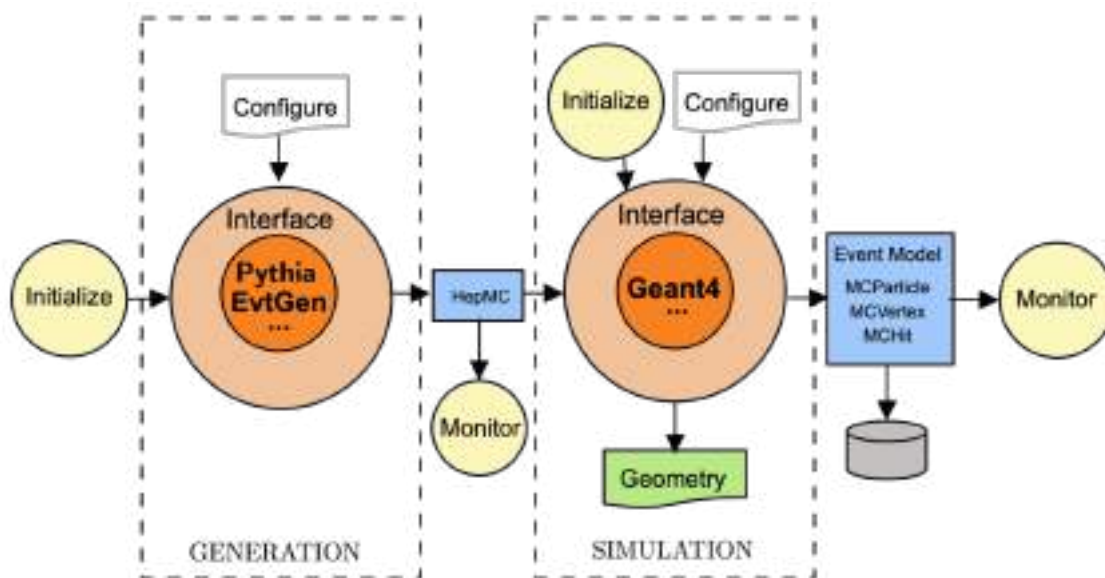 Initialize
Configure
Interface
Pythia
EvtGen
...
GENERATION
HepMC
Monitor
Initialize
Configure
Interface
Geant4
...
Geometry
SIMULATION
Event Model
MCParticle
MCVertex
MCHit
Monitor